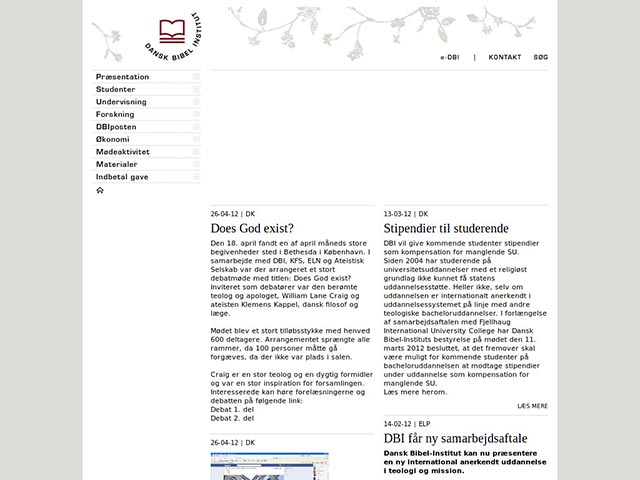 DANSK BIBEL INSTITUT
e-DBI | KONTAKT SØG
Præsentation
Studenter
Undervisning
Forskning
DBIposten
Økonomi
Mødeaktivitet
Materialer
Indbetal gave
26-04-12 | DK
Does God exist?
Den 18. april fandt en af april måneds store
begivenheder sted i Bethesda i København. I
samarbejde med DBI, KFS, ELN og Ateistisk
Selskab var der arrangeret et stort
debatmøde med titlen: Does God exist?
Inviteret som debatører var den berømte
teolog og apologet, William Lane Craig og
ateisten Klemens Kappel, dansk filosof og
læge.
Mødet blev et stort tilløbsstykke med henved
600 deltagere. Arrangementet sprængte alle
rammer, da 100 personer måtte gå
forgæves, da der ikke var plads i salen.
Craig er en stor teolog og en dygtig formidler
og var en stor inspiration for forsamlingen.
Interesserede kan høre forelæsningerne og
debatten på følgende link:
Debat 1. del
Debat 2. del
26-04-12 | DK
13-03-12 | DK
Stipendier til studerende
DBI vil give kommende studenter stipendier
som kompensation for manglende SU.
Siden 2004 har studerende på
universitetsuddannelser med et religiøst
grundlag ikke kunnet få statens
uddannelsesstøtte. Heller ikke, selv om
uddannelsen er internationalt anerkendt i
uddannelsessystemet på linje med andre
teologiske bacheloruddannelser. I forlængelse
af samarbejdsaftalen med Fjellhaug
International University College har Dansk
Bibel-Instituts bestyrelse på mødet den 11.
marts 2012 besluttet, at det fremover skal
være muligt for kommende studenter på
bacheloruddannelsen at modtage stipendier
under uddannelse som kompensation for
manglende SU.
Læs mere herom.
LÆS MERE
14-02-12 | ELP
DBI får ny samarbejdsaftale
Dansk Bibel-Institut kan nu præsentere
en ny international anerkendt uddannelse
i teologi og mission.